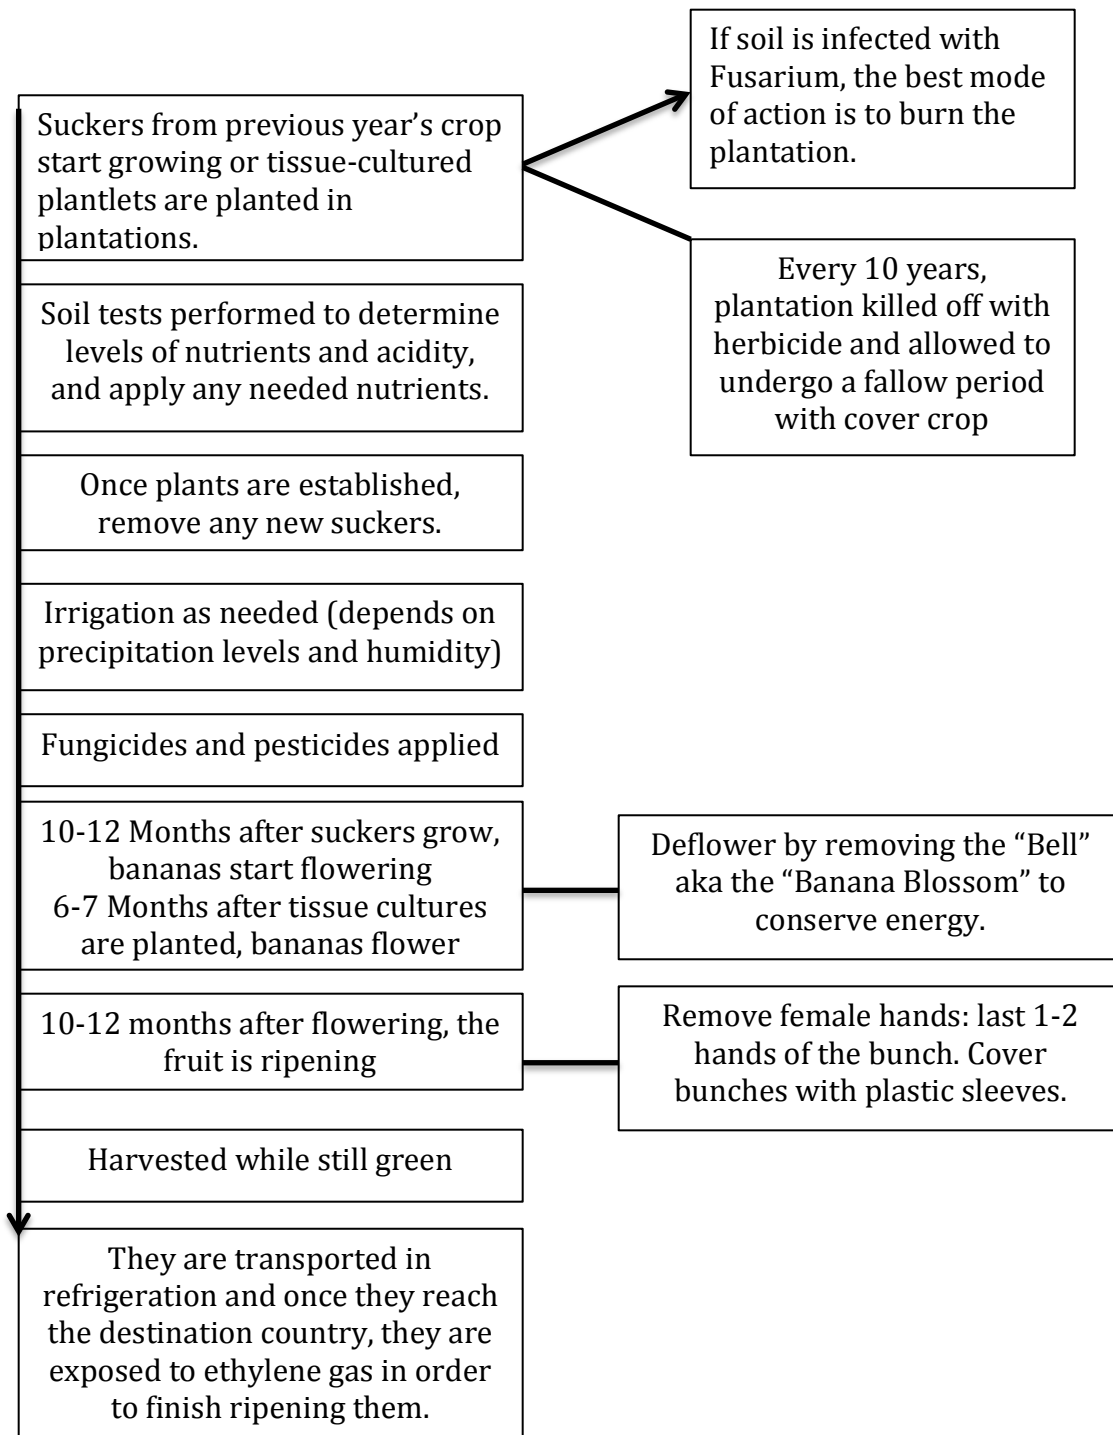 If soil is infected with
Fusarium, the best mode
of action is to burn the
plantation.
Suckers from previous year’s crop
start growing or tissue-cultured
plantlets are planted in
plantations.
Every 10 years,
plantation killed off with
herbicide and allowed to
undergo a fallow period
with cover crop
Soil tests performed to determine
levels of nutrients and acidity,
and apply any needed nutrients.
Once plants are established,
remove any new suckers.
Irrigation as needed (depends on
precipitation levels and humidity)
Fungicides and pesticides applied
10-12 Months after suckers grow,
bananas start flowering
6-7 Months after tissue cultures
are planted, bananas flower
Deflower by removing the “Bell”
aka the “Banana Blossom” to
conserve energy.
10-12 months after flowering, the
fruit is ripening
Remove female hands: last 1-2
hands of the bunch. Cover
bunches with plastic sleeves.
Harvested while still green
They are transported in
refrigeration and once they reach
the destination country, they are
exposed to ethylene gas in order
to finish ripening them.